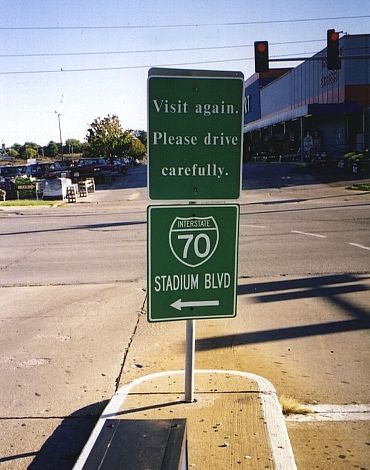 Visit again.
Please drive
carefully.
INTERSTATE
70
STADIUM BLVD